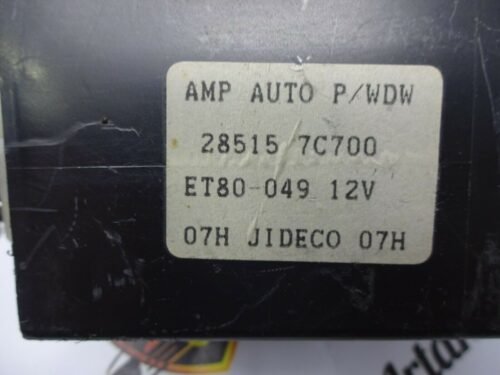 AMP AUTO P/WDW
28515 7C700
ET80-049 12V
07H JIDECO 07H